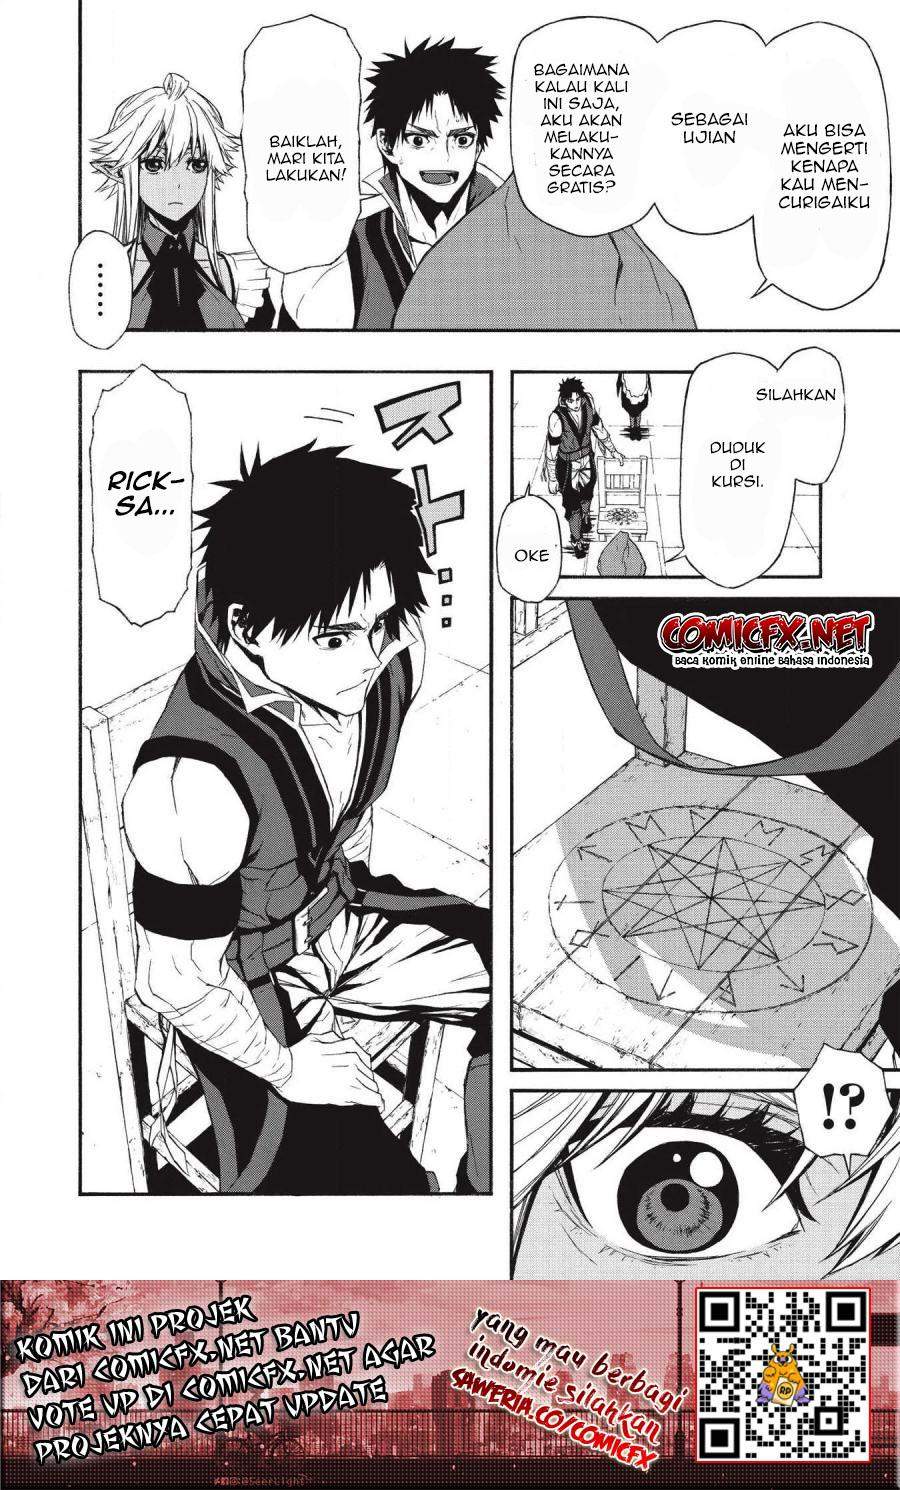 AKU BISA
MENGERTI
KENAPA
KAU MEN-
CURIGAIKU
SEBAGAI
UJIAN
BAGAIMANA
KALAU KALI
INI SAJA,
AKU AKAN
MELAKU-
KANNYA
SECARA
GRATIS?
BAIKLAH,
MARI KITA
LAKUKAN!
......
SILAHKAN
DUDUK
DI
KURSI.
OKE
ストト…
RICK-
SA...
COMICFX.NET
Baca komik online Bahasa Indonesia
!?
KOMIK INI PROJEK
DARI COMICFX.NET BANTU
VOTE UP DI COMICFX.NET AGAR
PROJEKNYA CEPAT UPDATE
yang mau berbagi
indomie silahkan
SAWERIA.CO/COMICFX
RP